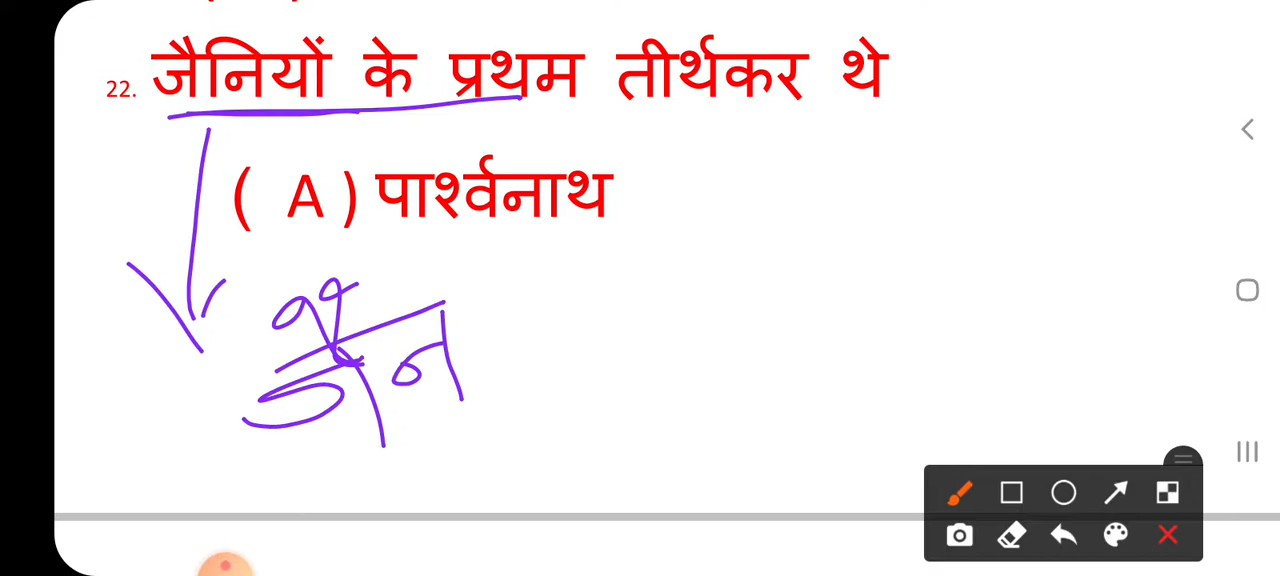 22. जैनियों के प्रथम तीर्थकर थे
( A ) पार्श्वनाथ
जैन